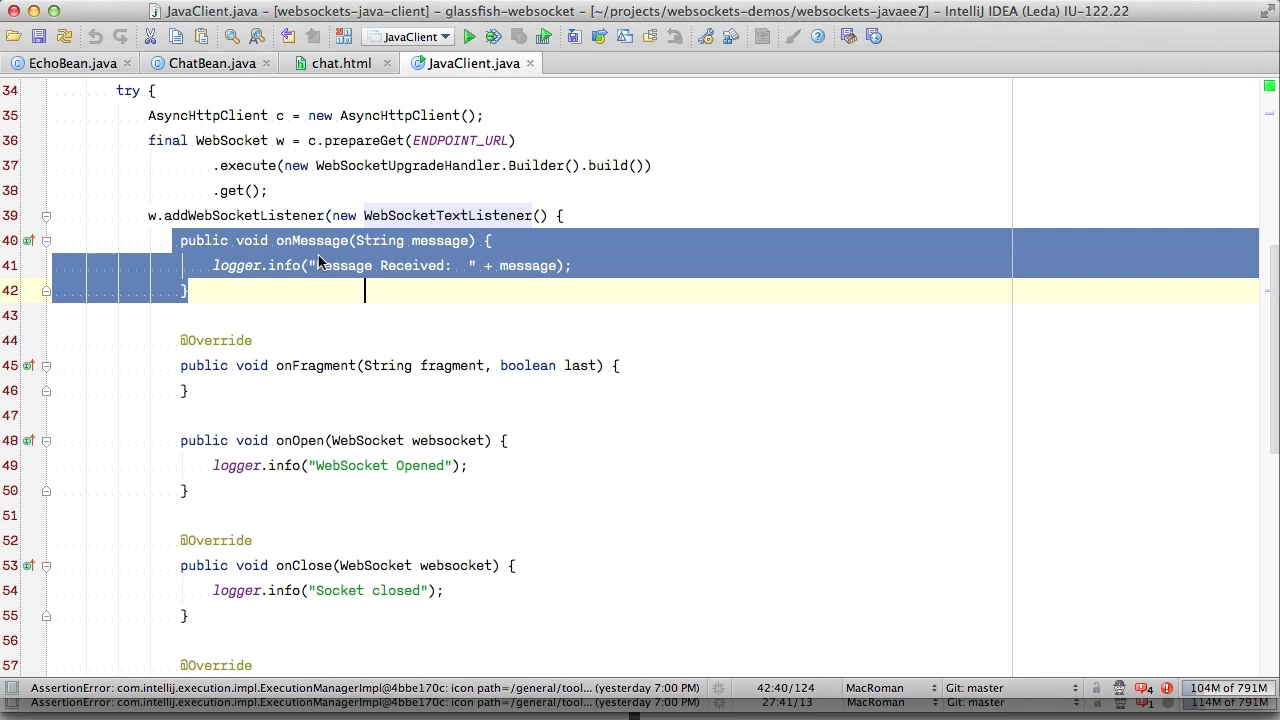 JavaClient.java - [websockets-java-client] - glassfish-websocket - [~/projects/websockets-demos/websockets-javaee7] - IntelliJ IDEA (Leda) IU-122.22
JavaClient
EchoBean.java
ChatBean.java
chat.html
JavaClient.java
34 try {
35 AsyncHttpClient c = new AsyncHttpClient();
36 final WebSocket w = c.prepareGet(ENDPOINT_URL)
37 .execute(new WebSocketUpgradeHandler.Builder().build())
38 .get();
39 w.addWebSocketListener(new WebSocketTextListener() {
40 public void onMessage(String message) {
41 logger.info("Message Received: " + message);
42 }
43
44 @Override
45 public void onFragment(String fragment, boolean last) {
46 }
47
48 public void onOpen(WebSocket websocket) {
49 logger.info("WebSocket Opened");
50 }
51
52 @Override
53 public void onClose(WebSocket websocket) {
54 logger.info("Socket closed");
55 }
56
57 @Override
AssertionError: com.intellij.execution.impl.ExecutionManagerImpl@4bbe170c: icon path=/general/tool... (yesterday 7:00 PM) 42:40/124 MacRoman Git: master 4 104M of 791M
AssertionError: com.intellij.execution.impl.ExecutionManagerImpl@4bbe170c: icon path=/general/tool... (yesterday 7:00 PM) 27:41/13 MacRoman Git: master 1 114M of 791M